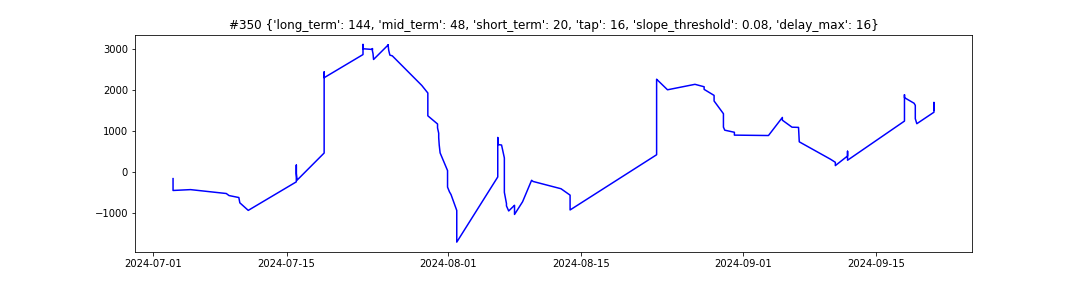 #350 {'long_term': 144, 'mid_term': 48, 'short_term': 20, 'tap': 16, 'slope_threshold': 0.08, 'delay_max': 16}
3000
2000
1000
0
−1000
2024-07-01 2024-07-15 2024-08-01 2024-08-15 2024-09-01 2024-09-15